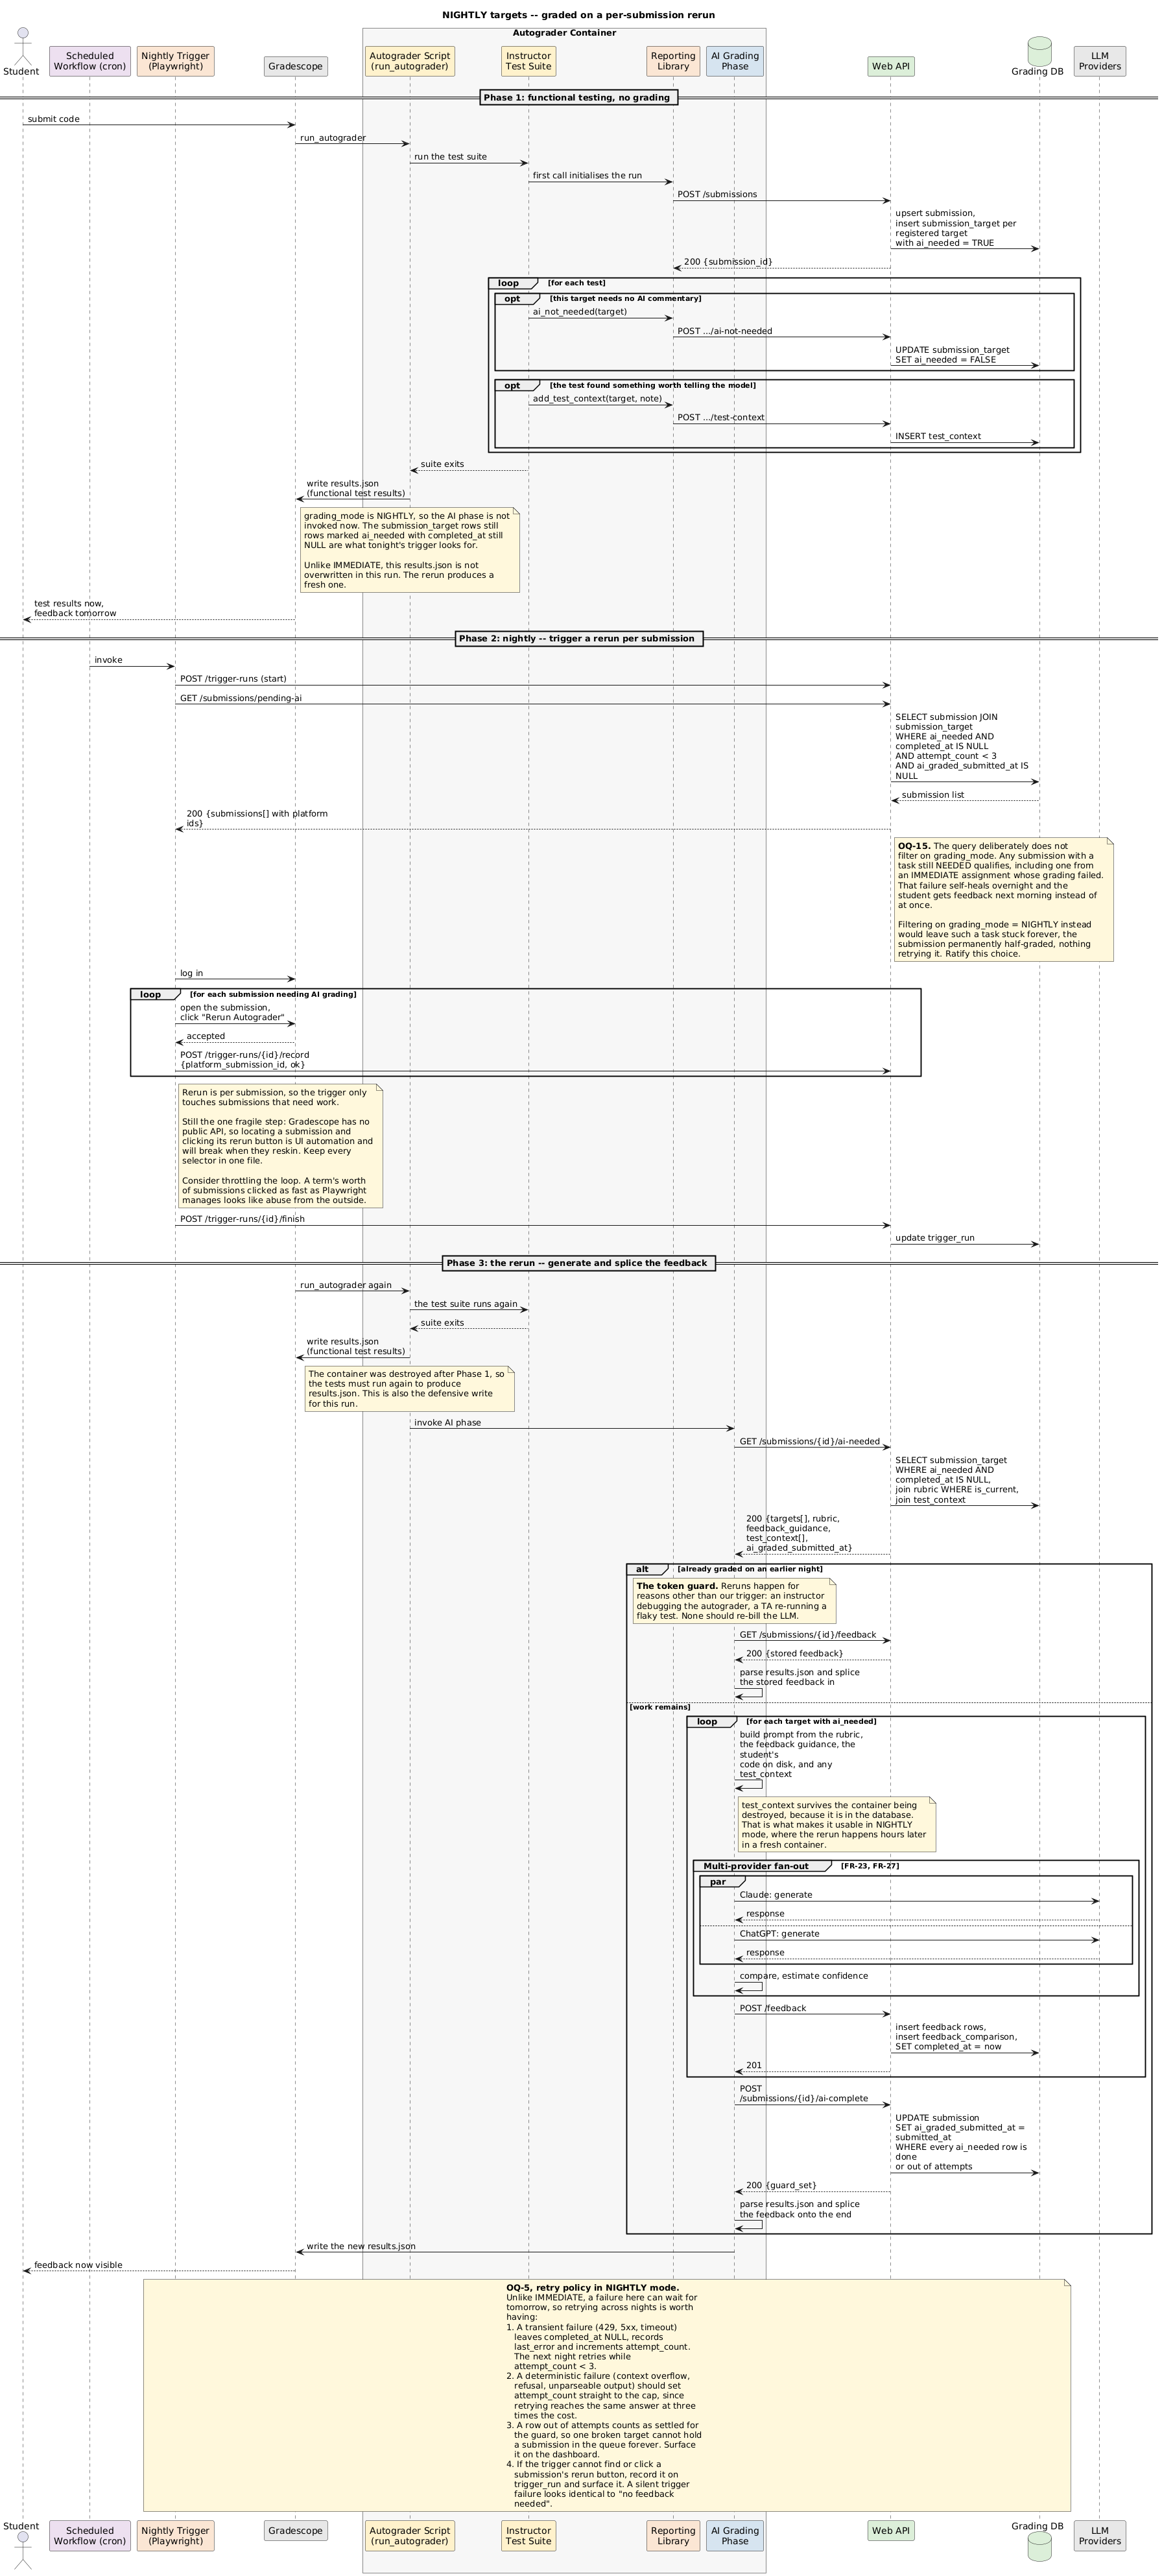 NIGHTLY targets -- graded on a per-submission rerun
Autograder Container
Student
Scheduled
Workflow (cron)
Nightly Trigger
(Playwright)
Gradescope
Autograder Script
(run_autograder)
Instructor
Test Suite
Reporting
Library
AI Grading
Phase
Web API
Grading DB
LLM
Providers
Phase 1: functional testing, no grading
submit code
run_autograder
run the test suite
first call initialises the run
POST /submissions
upsert submission,
insert submission_target per
registered target
with ai_needed = TRUE
200 {submission_id}
loop
[for each test]
opt
[this target needs no AI commentary]
ai_not_needed(target)
POST .../ai-not-needed
UPDATE submission_target
SET ai_needed = FALSE
opt
[the test found something worth telling the model]
add_test_context(target, note)
POST .../test-context
INSERT test_context
suite exits
write results.json
(functional test results)
grading_mode is NIGHTLY, so the AI phase is not
invoked now. The submission_target rows still
rows marked ai_needed with completed_at still
NULL are what tonight's trigger looks for.
Unlike IMMEDIATE, this results.json is not
overwritten in this run. The rerun produces a
fresh one.
test results now,
feedback tomorrow
Phase 2: nightly -- trigger a rerun per submission
invoke
POST /trigger-runs (start)
GET /submissions/pending-ai
SELECT submission JOIN
submission_target
WHERE ai_needed AND
completed_at IS NULL
AND attempt_count < 3
AND ai_graded_submitted_at IS
NULL
submission list
200 {submissions[] with platform
ids}
OQ-15. The query deliberately does not
filter on grading_mode. Any submission with a
task still NEEDED qualifies, including one from
an IMMEDIATE assignment whose grading failed.
That failure self-heals overnight and the
student gets feedback next morning instead of
at once.
Filtering on grading_mode = NIGHTLY instead
would leave such a task stuck forever, the
submission permanently half-graded, nothing
retrying it. Ratify this choice.
log in
loop
[for each submission needing AI grading]
open the submission,
click "Rerun Autograder"
accepted
POST /trigger-runs/{id}/record
{platform_submission_id, ok}
Rerun is per submission, so the trigger only
touches submissions that need work.
Still the one fragile step: Gradescope has no
public API, so locating a submission and
clicking its rerun button is UI automation and
will break when they reskin. Keep every
selector in one file.
Consider throttling the loop. A term's worth
of submissions clicked as fast as Playwright
manages looks like abuse from the outside.
POST /trigger-runs/{id}/finish
update trigger_run
Phase 3: the rerun -- generate and splice the feedback
run_autograder again
the test suite runs again
suite exits
write results.json
(functional test results)
The container was destroyed after Phase 1, so
the tests must run again to produce
results.json. This is also the defensive write
for this run.
invoke AI phase
GET /submissions/{id}/ai-needed
SELECT submission_target
WHERE ai_needed AND
completed_at IS NULL,
join rubric WHERE is_current,
join test_context
200 {targets[], rubric,
feedback_guidance,
test_context[],
ai_graded_submitted_at}
alt
[already graded on an earlier night]
The token guard. Reruns happen for
reasons other than our trigger: an instructor
debugging the autograder, a TA re-running a
flaky test. None should re-bill the LLM.
GET /submissions/{id}/feedback
200 {stored feedback}
parse results.json and splice
the stored feedback in
[work remains]
loop
[for each target with ai_needed]
build prompt from the rubric,
the feedback guidance, the
student's
code on disk, and any
test_context
test_context survives the container being
destroyed, because it is in the database.
That is what makes it usable in NIGHTLY
mode, where the rerun happens hours later
in a fresh container.
Multi-provider fan-out
[FR-23, FR-27]
par
Claude: generate
response
ChatGPT: generate
response
compare, estimate confidence
POST /feedback
insert feedback rows,
insert feedback_comparison,
SET completed_at = now
201
POST
/submissions/{id}/ai-complete
UPDATE submission
SET ai_graded_submitted_at =
submitted_at
WHERE every ai_needed row is
done
or out of attempts
200 {guard_set}
parse results.json and splice
the feedback onto the end
write the new results.json
feedback now visible
OQ-5, retry policy in NIGHTLY mode.
Unlike IMMEDIATE, a failure here can wait for
tomorrow, so retrying across nights is worth
having:
1. A transient failure (429, 5xx, timeout)
leaves completed_at NULL, records
last_error and increments attempt_count.
The next night retries while
attempt_count < 3.
2. A deterministic failure (context overflow,
refusal, unparseable output) should set
attempt_count straight to the cap, since
retrying reaches the same answer at three
times the cost.
3. A row out of attempts counts as settled for
the guard, so one broken target cannot hold
a submission in the queue forever. Surface
it on the dashboard.
4. If the trigger cannot find or click a
submission's rerun button, record it on
trigger_run and surface it. A silent trigger
failure looks identical to "no feedback
needed".
Student
Scheduled
Workflow (cron)
Nightly Trigger
(Playwright)
Gradescope
Autograder Script
(run_autograder)
Instructor
Test Suite
Reporting
Library
AI Grading
Phase
Web API
Grading DB
LLM
Providers